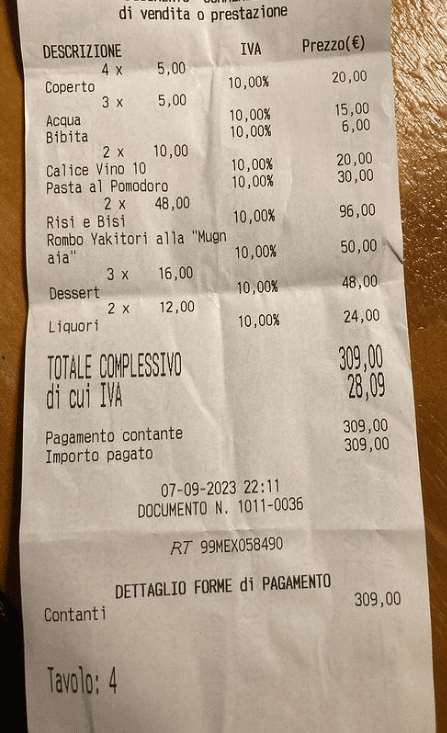 di vendita o prestazione
DESCRIZIONE IVA Prezzo(€)
4 x 5,00
Coperto 10,00% 20,00
3 x 5,00
Acqua 10,00% 15,00
Bibita 10,00% 6,00
2 x 10,00
Calice Vino 10 10,00% 20,00
Pasta al Pomodoro 10,00% 30,00
2 x 48,00
Risi e Bisi 10,00% 96,00
Rombo Yakitori alla "Mugn
aia" 10,00% 50,00
3 x 16,00
Dessert 10,00% 48,00
2 x 12,00
Liquori 10,00% 24,00
TOTALE COMPLESSIVO 309,00
di cui IVA 28,09
Pagamento contante 309,00
Importo pagato 309,00
07-09-2023 22:11
DOCUMENTO N. 1011-0036
RT 99MEX058490
DETTAGLIO FORME di PAGAMENTO
Contanti 309,00
Tavolo: 4